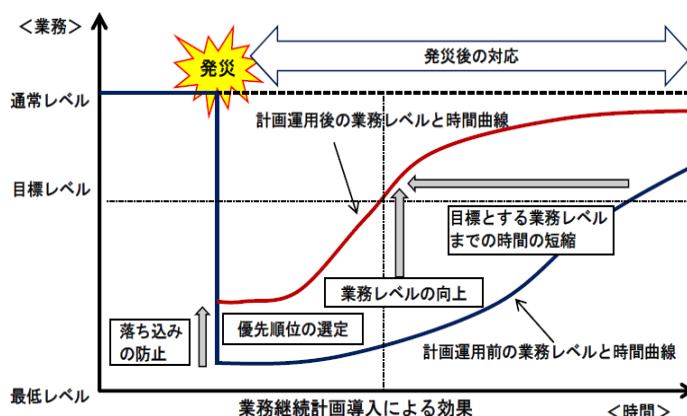 <業務>
発災
発災後の対応
通常レベル
計画運用後の業務レベルと時間曲線
目標レベル
目標とする業務レベル
までの時間の短縮
業務レベルの向上
優先順位の選定
落ち込み
の防止
計画運用前の業務レベルと時間曲線
最低レベル
業務継続計画導入による効果
<時間>